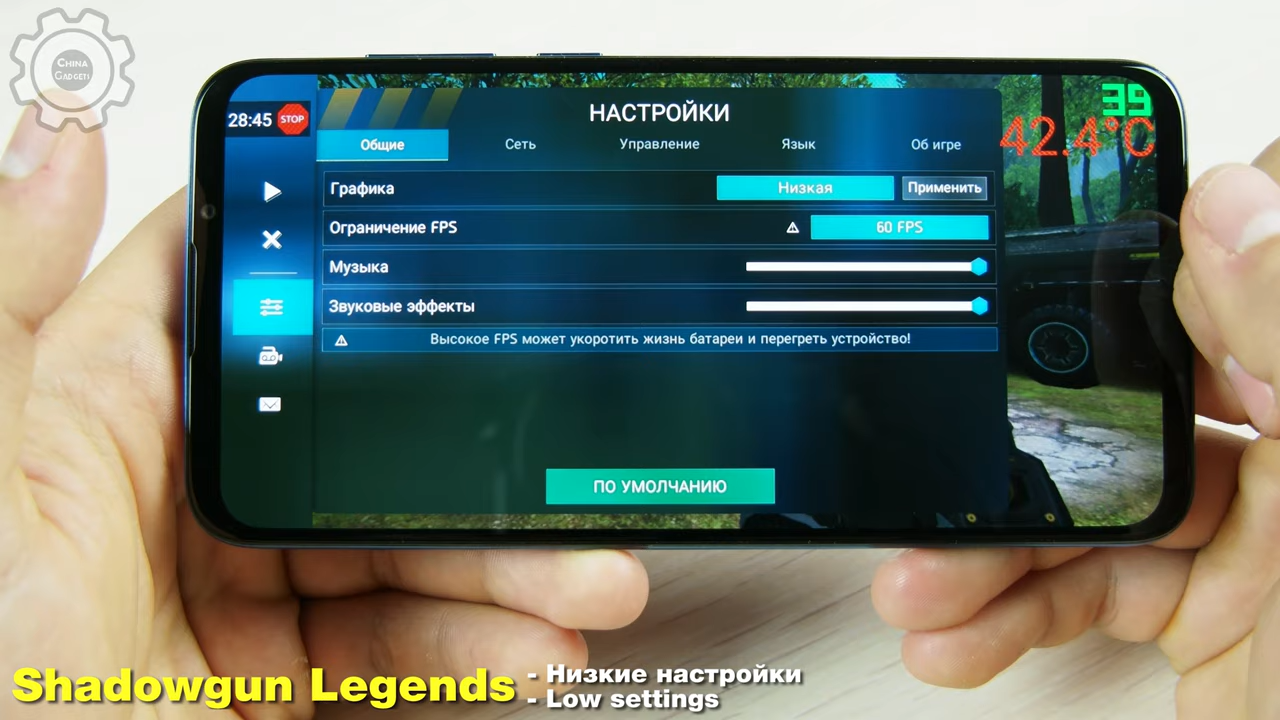 CHINA
GADGETS
28:45 STOP
39
42.4°C
НАСТРОЙКИ
Общие Сеть Управление Язык Об игре
Графика Низкая Применить
Ограничение FPS 60 FPS
Музыка
Звуковые эффекты
Высокое FPS может укоротить жизнь батареи и перегреть устройство!
ПО УМОЛЧАНИЮ
Shadowgun Legends
- Низкие настройки
- Low settings